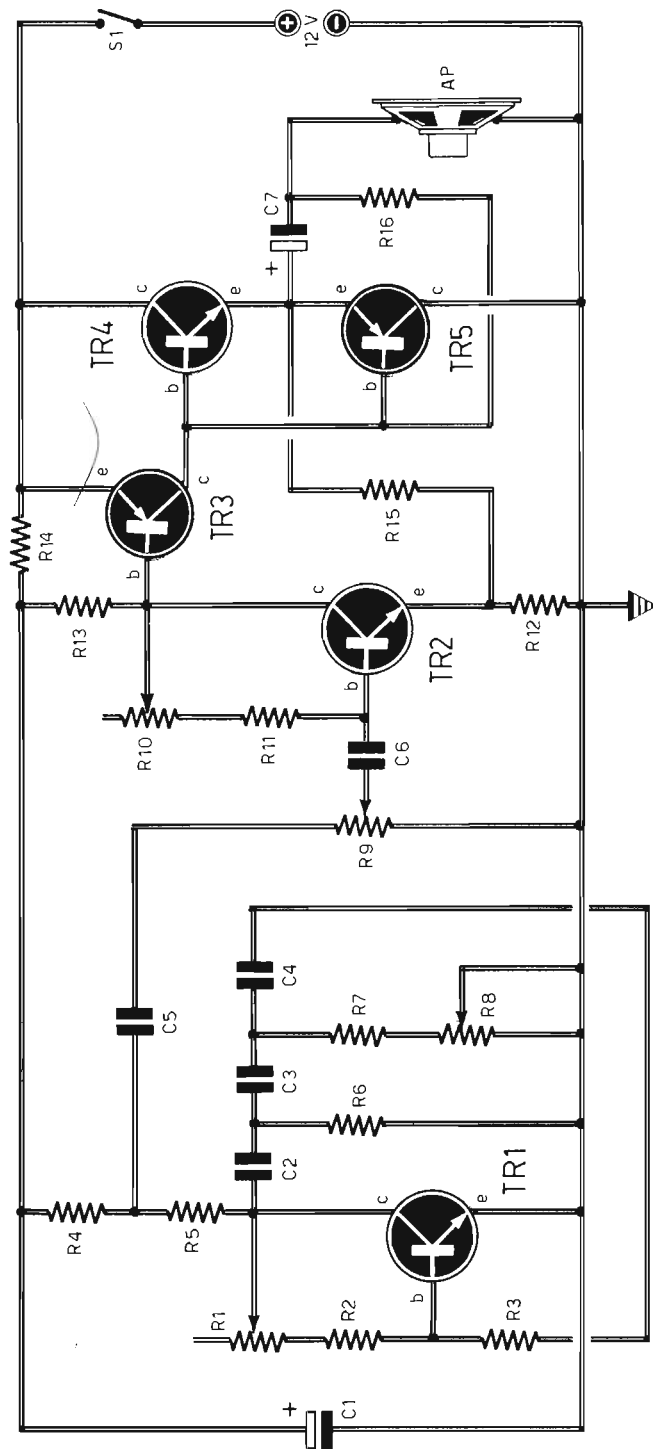 +
C1
R1
R2
b
R3
R4
R5
c
e
TR1
C2
R6
C3
R7
C4
R8
C5
R9
C6
R10
R11
b
c
e
TR2
R13
R12
R14
b
e
c
TR3
R15
b
c
e
TR4
b
e
c
TR5
+
C7
R16
AP
S1
+
12 V
-